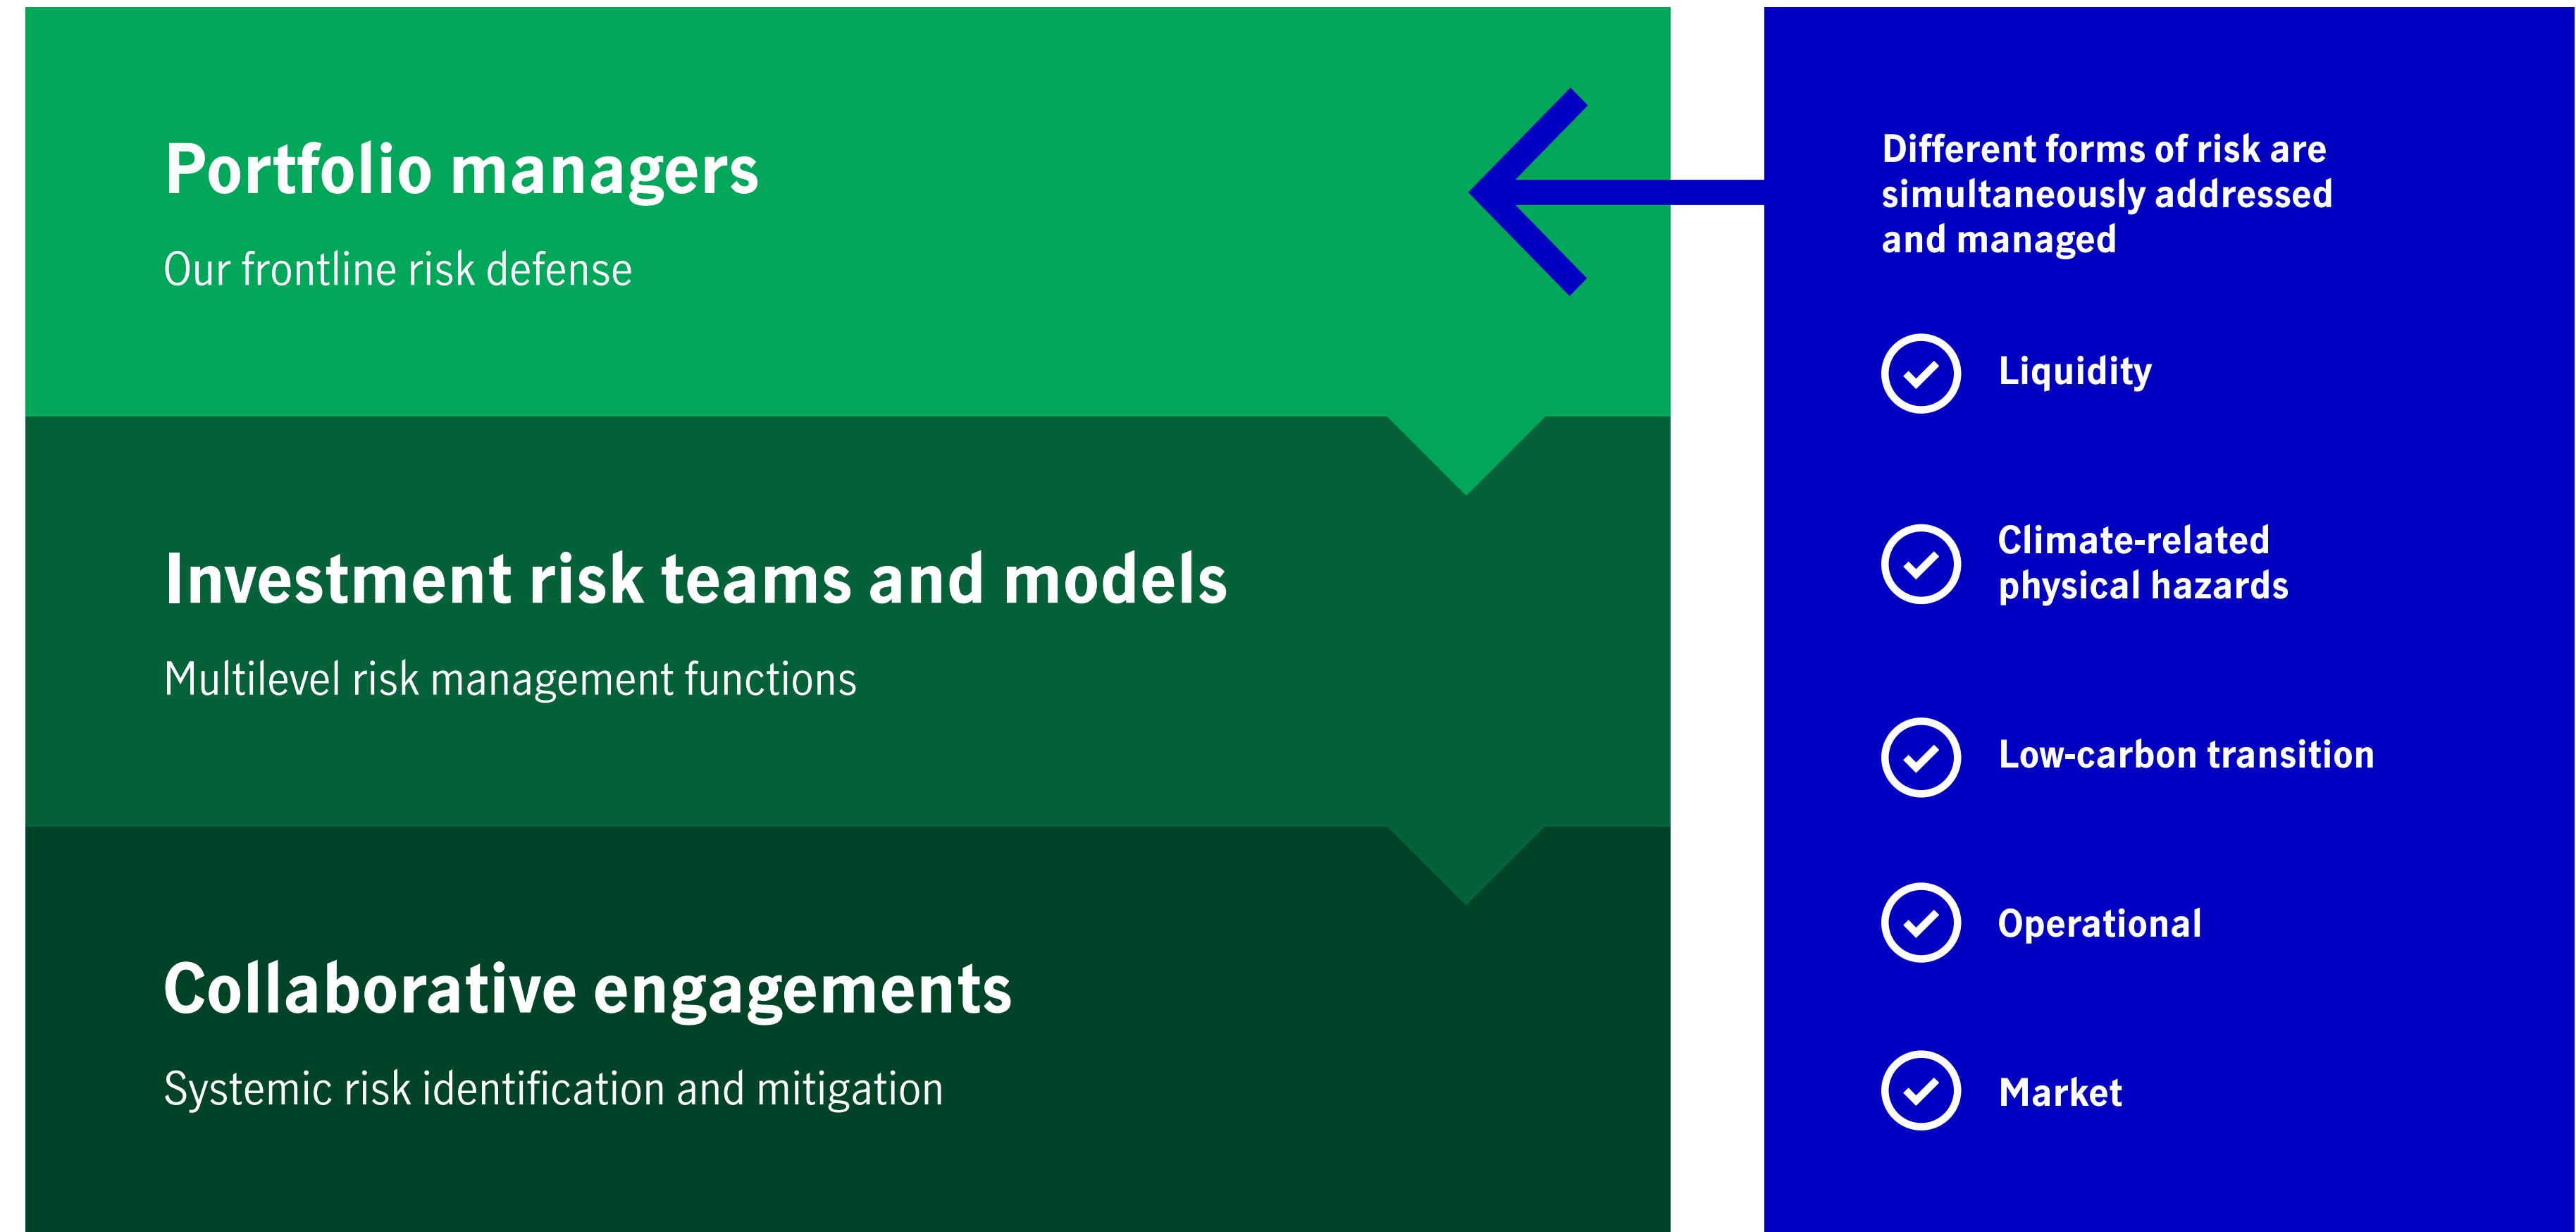 Portfolio managers
Our frontline risk defense
Investment risk teams and models
Multilevel risk management functions
Collaborative engagements
Systemic risk identification and mitigation
Different forms of risk are
simultaneously addressed
and managed
Liquidity
Climate-related
physical hazards
Low-carbon transition
Operational
Market